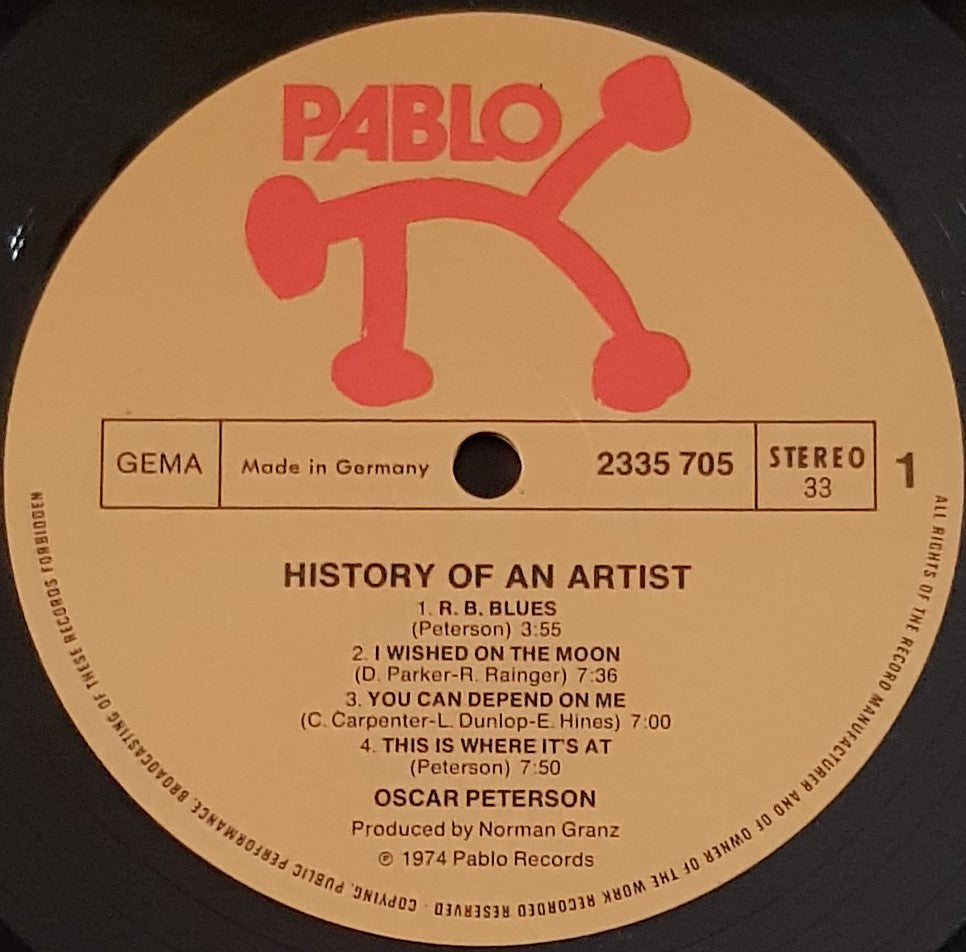 PABLO
GEMA
Made in Germany
2335 705
STEREO
33
1
HISTORY OF AN ARTIST
1. R. B. BLUES
(Peterson) 3:55
2. I WISHED ON THE MOON
(D. Parker-R. Rainger) 7:36
3. YOU CAN DEPEND ON ME
(C. Carpenter-L. Dunlop-E. Hines) 7:00
4. THIS IS WHERE IT'S AT
(Peterson) 7:50
OSCAR PETERSON
Produced by Norman Granz
℗ 1974 Pablo Records
ALL RIGHTS OF THE RECORD MANUFACTURER AND OF OWNER OF THE WORK RECORDED RESERVED - COPYING, PUBLIC PERFORMANCE, BROADCASTING OF THESE RECORDS FORBIDDEN